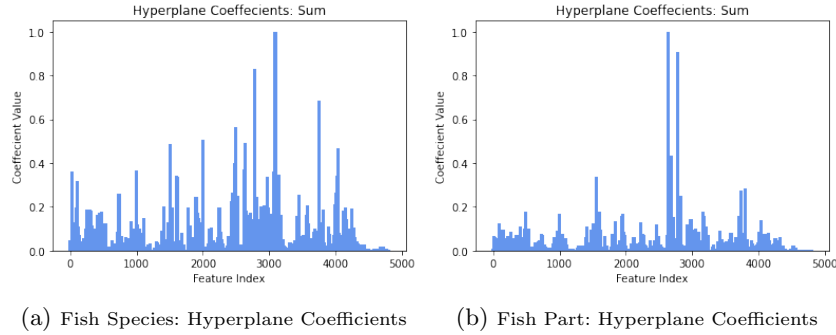 Hyperplane Coeffecients: Sum
1.0
0.8
0.6
0.4
0.2
0.0
Coeffecient Value
0 1000 2000 3000 4000 5000
Feature Index
(a) Fish Species: Hyperplane Coefficients
Hyperplane Coeffecients: Sum
1.0
0.8
0.6
0.4
0.2
0.0
Coeffecient Value
0 1000 2000 3000 4000 5000
Feature Index
(b) Fish Part: Hyperplane Coefficients